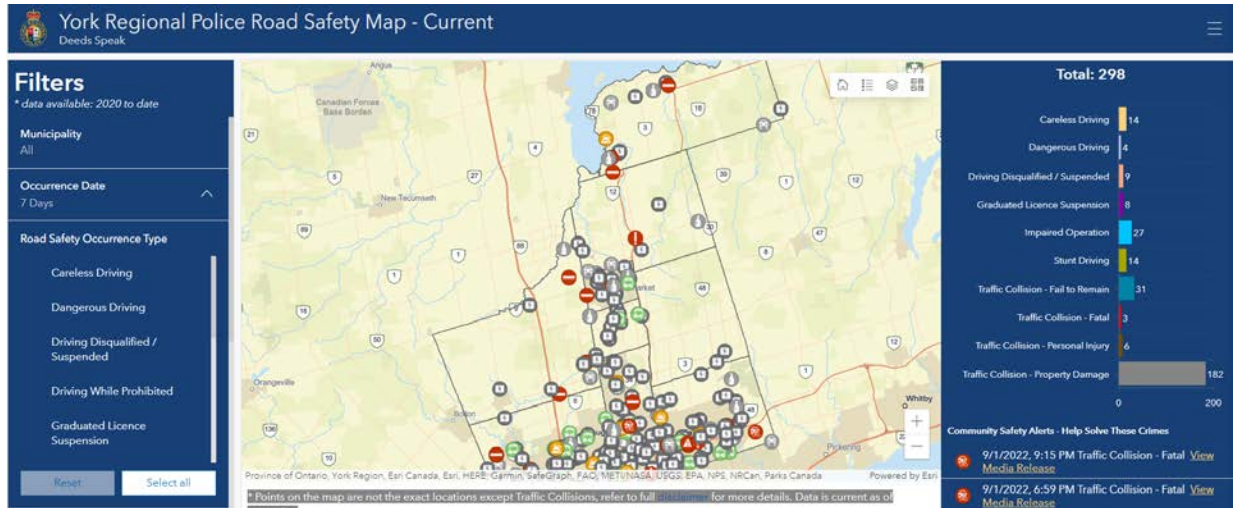 York Regional Police Road Safety Map - Current
Deeds Speak
Filters
* data available: 2020 to date
Municipality
All
Occurrence Date
7 Days
Road Safety Occurrence Type
Careless Driving
Dangerous Driving
Driving Disqualified /
Suspended
Driving While Prohibited
Graduated Licence
Suspension
Reset
Select all
Angus
Canadian Forces
Base Borden
New Tecumseth
Orangeville
Bolton
Whitby
Pickering
Province of Ontario, York Region, Esri Canada, Esri, HERE, Garmin, SafeGraph, FAO, METI/NASA, USGS, EPA, NPS, NRCan, Parks Canada
Powered by Esri
* Points on the map are not the exact locations except Traffic Collisions, refer to full disclaimer for more details. Data is current as of
Total: 298
Careless Driving 14
Dangerous Driving 4
Driving Disqualified / Suspended 9
Graduated Licence Suspension 8
Impaired Operation 27
Stunt Driving 14
Traffic Collision - Fail to Remain 31
Traffic Collision - Fatal 3
Traffic Collision - Personal Injury 6
Traffic Collision - Property Damage 182
0 200
Community Safety Alerts - Help Solve These Crimes
9/1/2022, 9:15 PM Traffic Collision - Fatal View
Media Release
9/1/2022, 6:59 PM Traffic Collision - Fatal View
Media Release